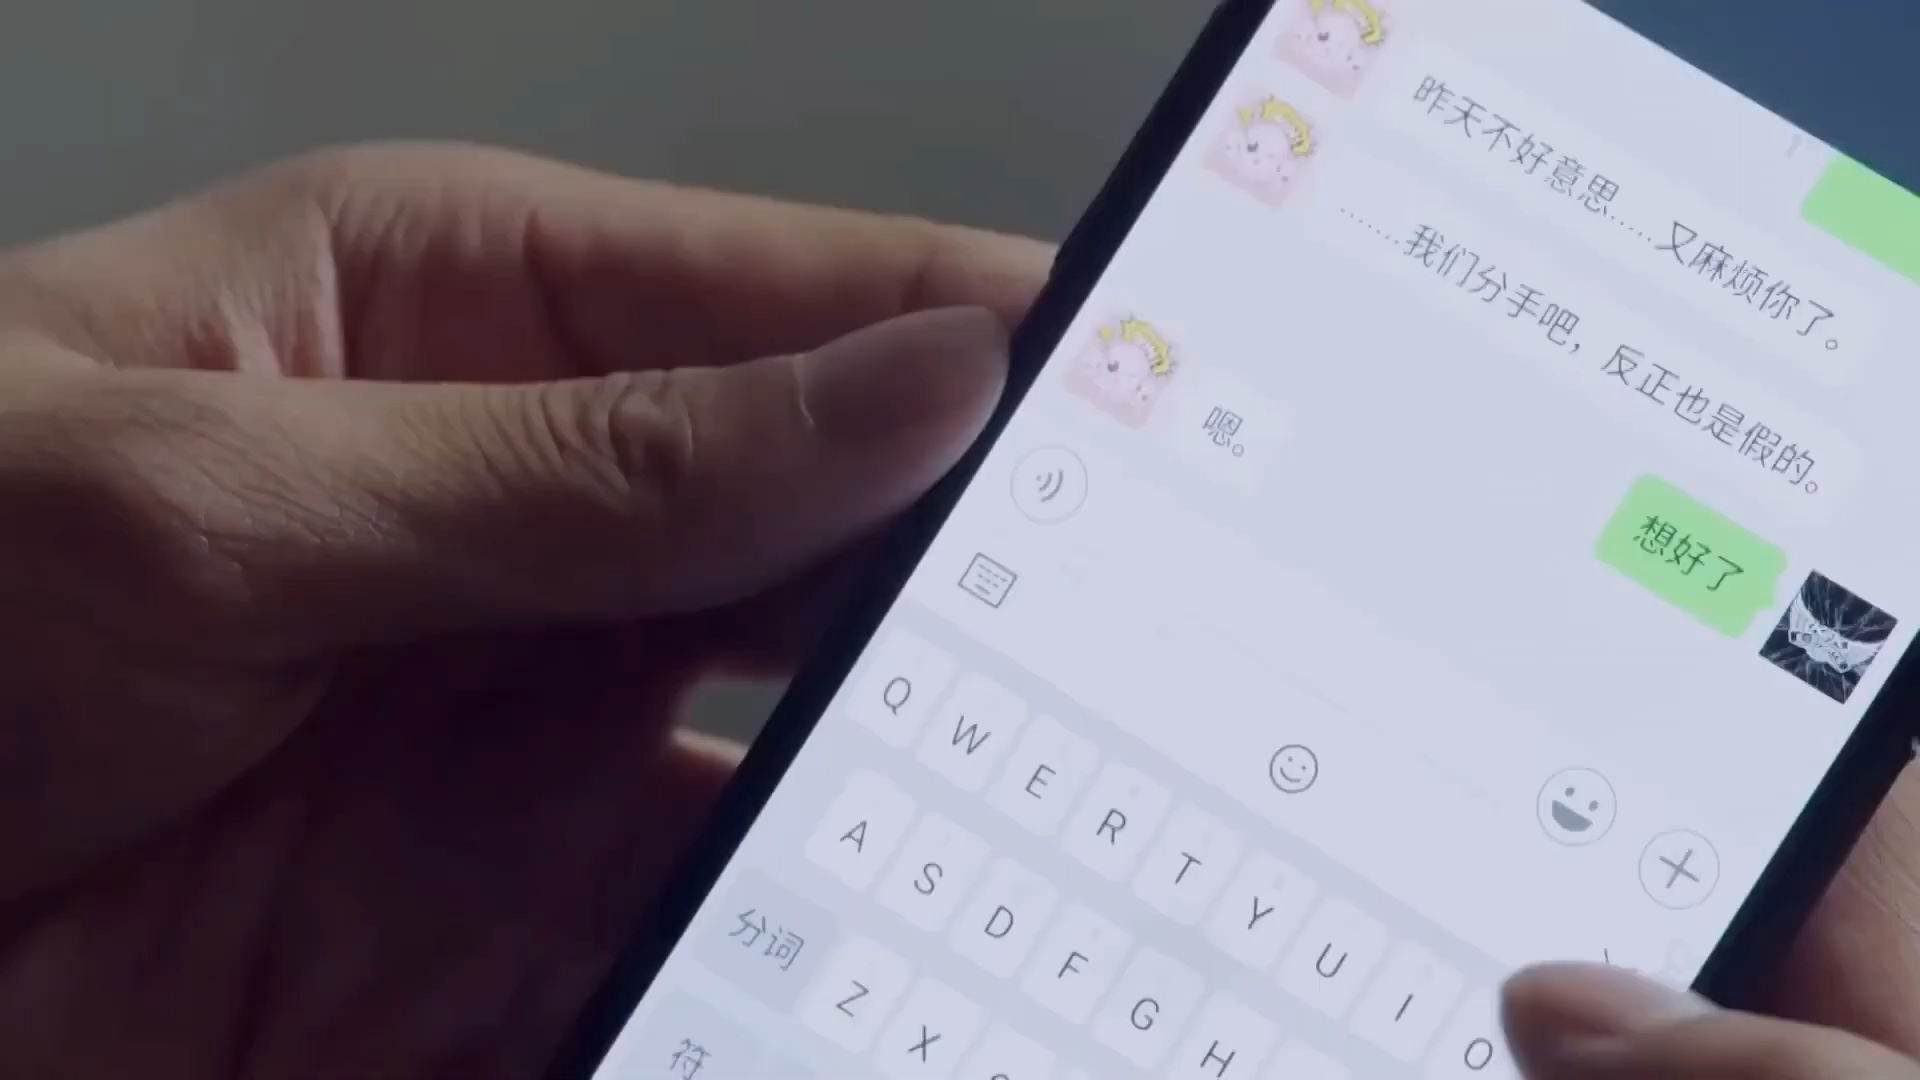 昨天不好意思……又麻烦你了。
……我们分手吧，反正也是假的。
想好了
嗯。
Q W E R T Y U I O
A S D F G H
分词 Z X
符